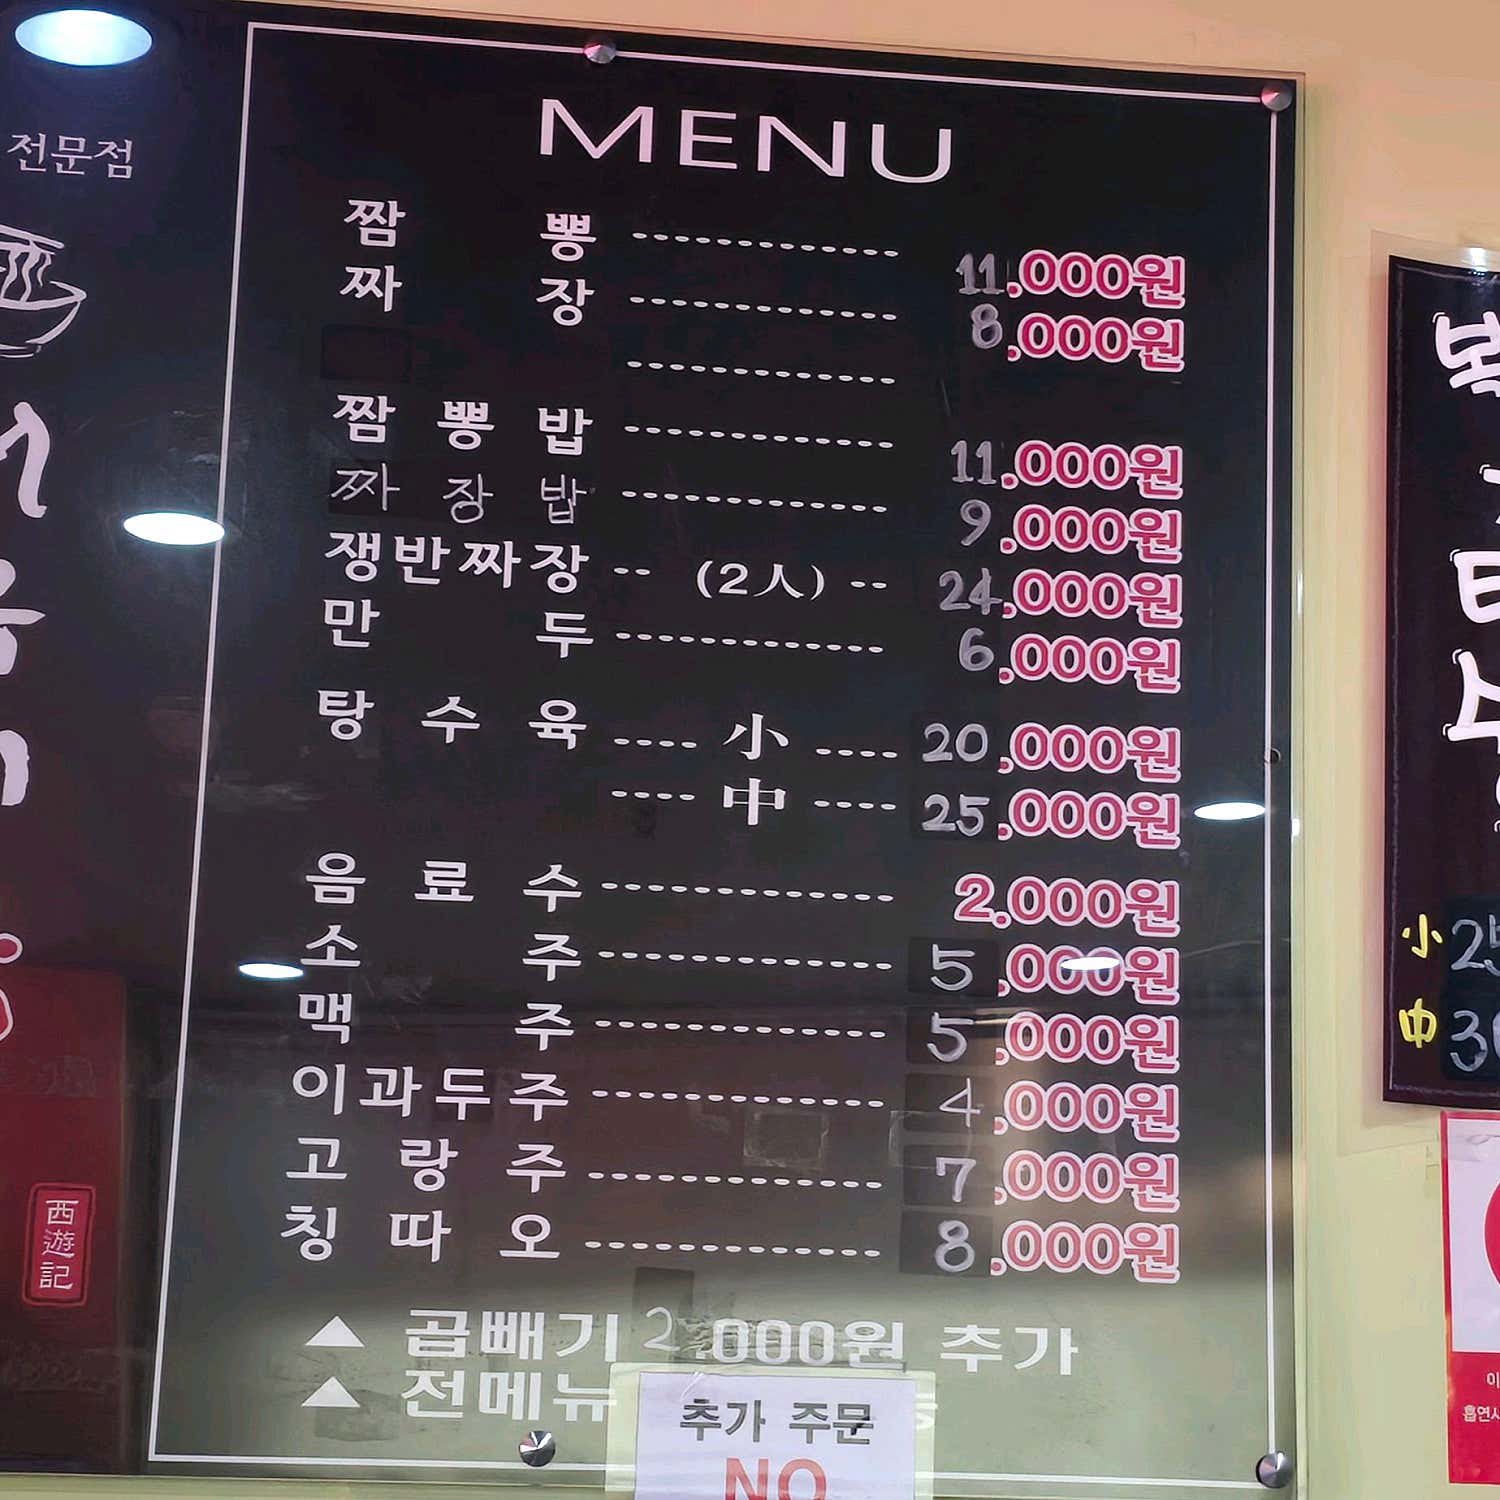 전문점
MENU
짬 뽕 11.000원
짜 장 8.000원
짬 뽕 밥 11.000원
짜 장 밥 9.000원
쟁반짜장 (2人) 24.000원
만 두 6.000원
탕 수 육 小 20.000원
中 25.000원
음 료 수 2.000원
소 주 5.000원
맥 주 5.000원
이과두주 4.000원
고 량 주 7.000원
칭 따 오 8.000원
▲ 곱빼기 2.000원 추가
▲ 전메뉴
추가 주문
NO
西遊記
小
中